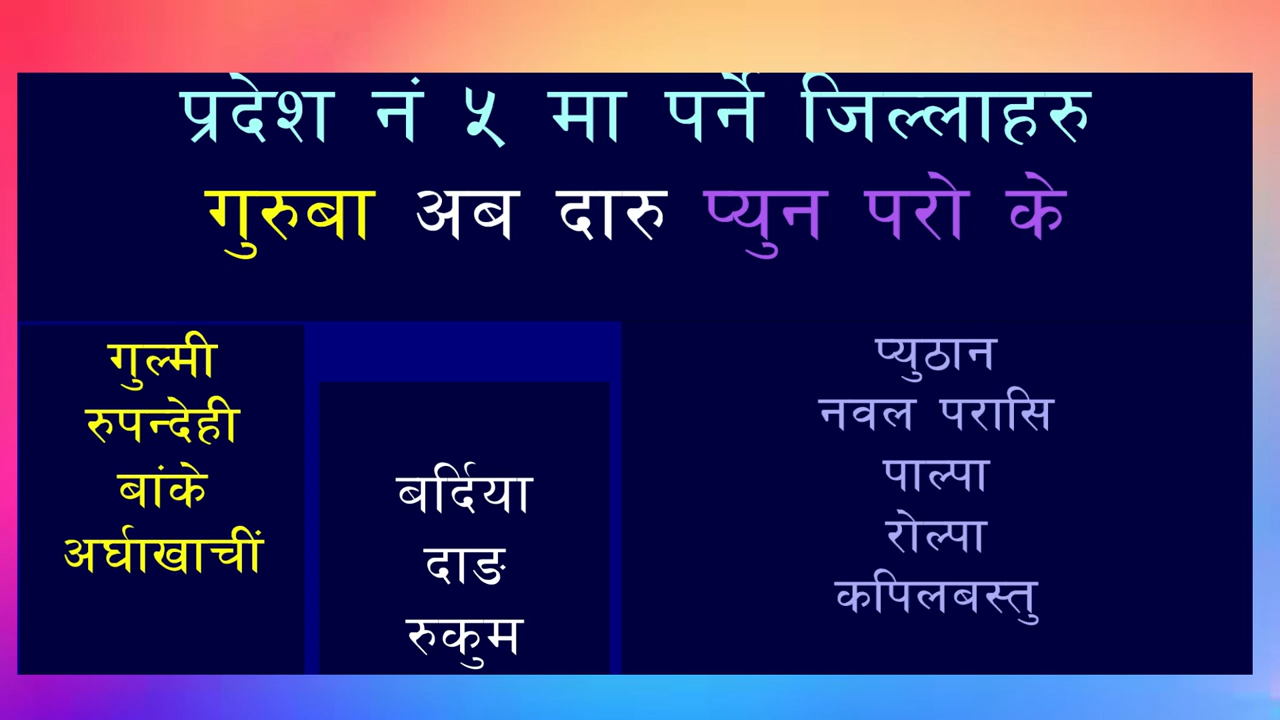 प्रदेश नं ५ मा पर्ने जिल्लाहरु
गुरुबा अब दारु प्युन परो के
गुल्मी
रुपन्देही
बांके
अर्घाखाचीं
बर्दिया
दाङ
रुकुम
प्युठान
नवल परासि
पाल्पा
रोल्पा
कपिलबस्तु